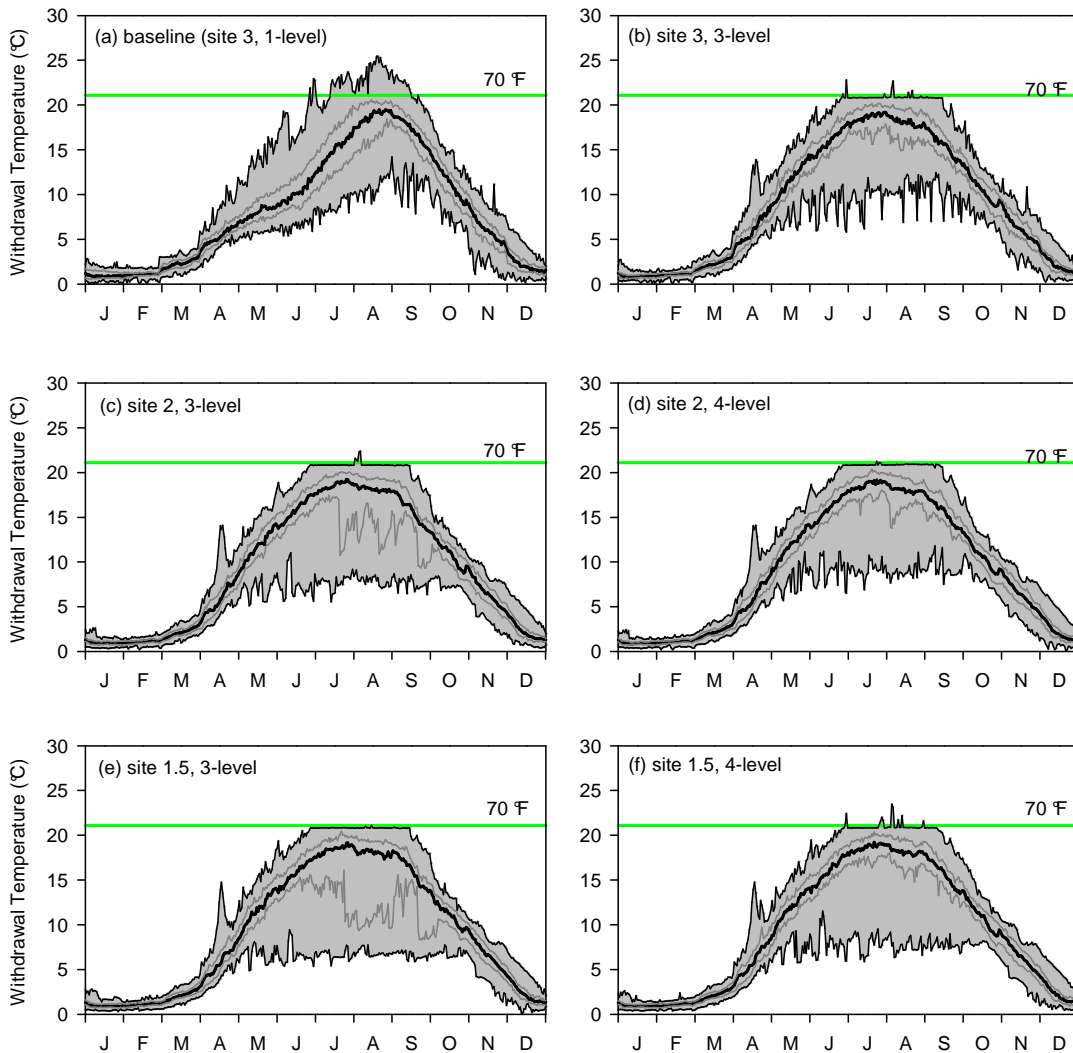 (a) baseline (site 3, 1-level)
70 °F
Withdrawal Temperature (°C)
30
25
20
15
10
5
0
J F M A M J J A S O N D
(b) site 3, 3-level
70 °F
30
25
20
15
10
5
0
J F M A M J J A S O N D
(c) site 2, 3-level
70 °F
Withdrawal Temperature (°C)
30
25
20
15
10
5
0
J F M A M J J A S O N D
(d) site 2, 4-level
70 °F
30
25
20
15
10
5
0
J F M A M J J A S O N D
(e) site 1.5, 3-level
70 °F
Withdrawal Temperature (°C)
30
25
20
15
10
5
0
J F M A M J J A S O N D
(f) site 1.5, 4-level
70 °F
30
25
20
15
10
5
0
J F M A M J J A S O N D